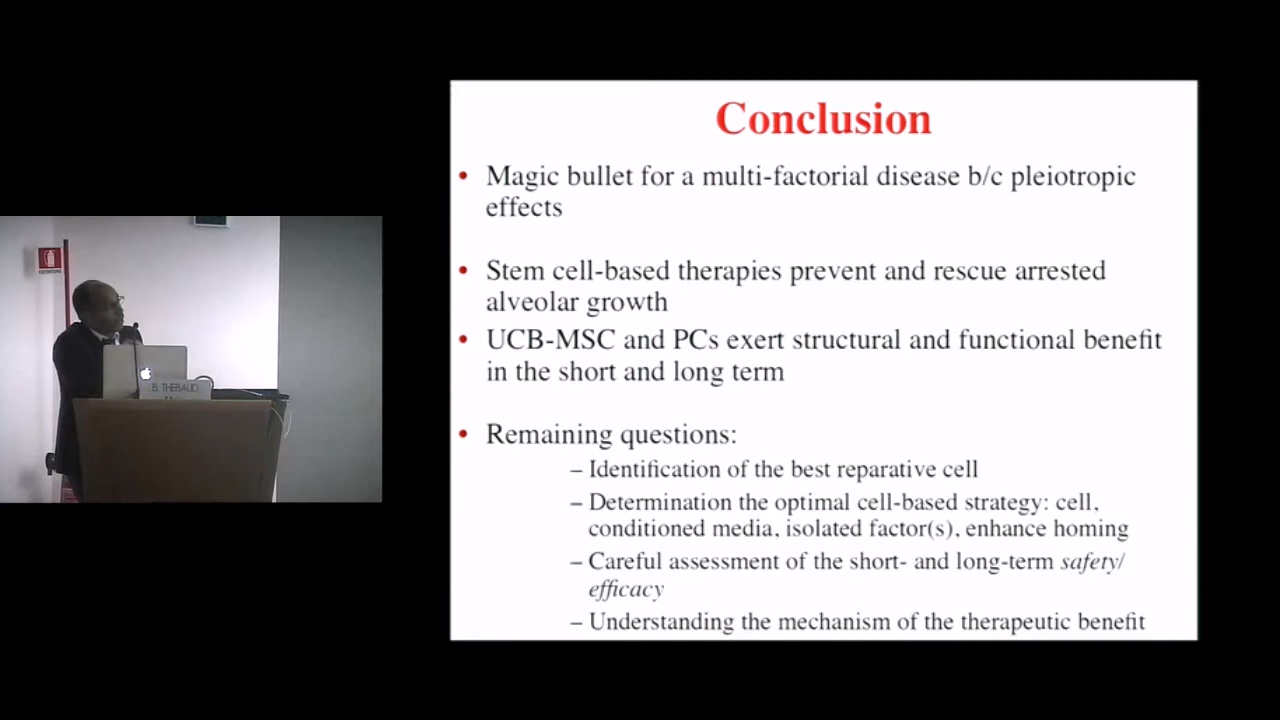 Conclusion
• Magic bullet for a multi-factorial disease b/c pleiotropic
effects
• Stem cell-based therapies prevent and rescue arrested
alveolar growth
• UCB-MSC and PCs exert structural and functional benefit
in the short and long term
• Remaining questions:
– Identification of the best reparative cell
– Determination the optimal cell-based strategy: cell,
conditioned media, isolated factor(s), enhance homing
– Careful assessment of the short- and long-term safety/
efficacy
– Understanding the mechanism of the therapeutic benefit
B. THEBAUD